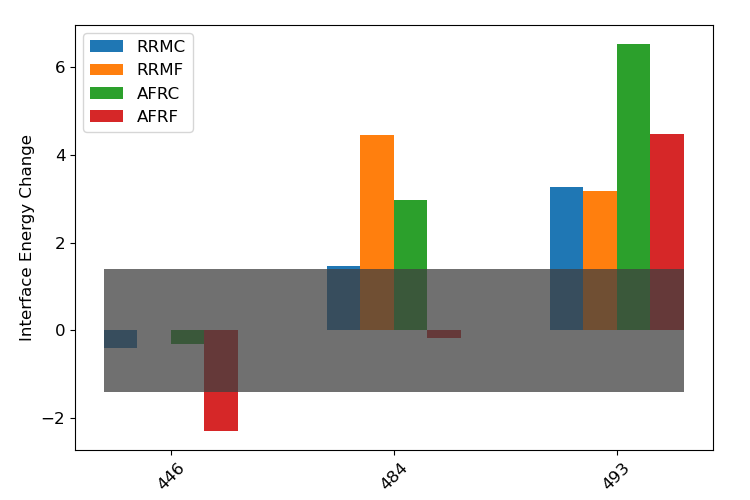 RRMC
RRMF
AFRC
AFRF
Interface Energy Change
6
4
2
0
−2
446
484
493